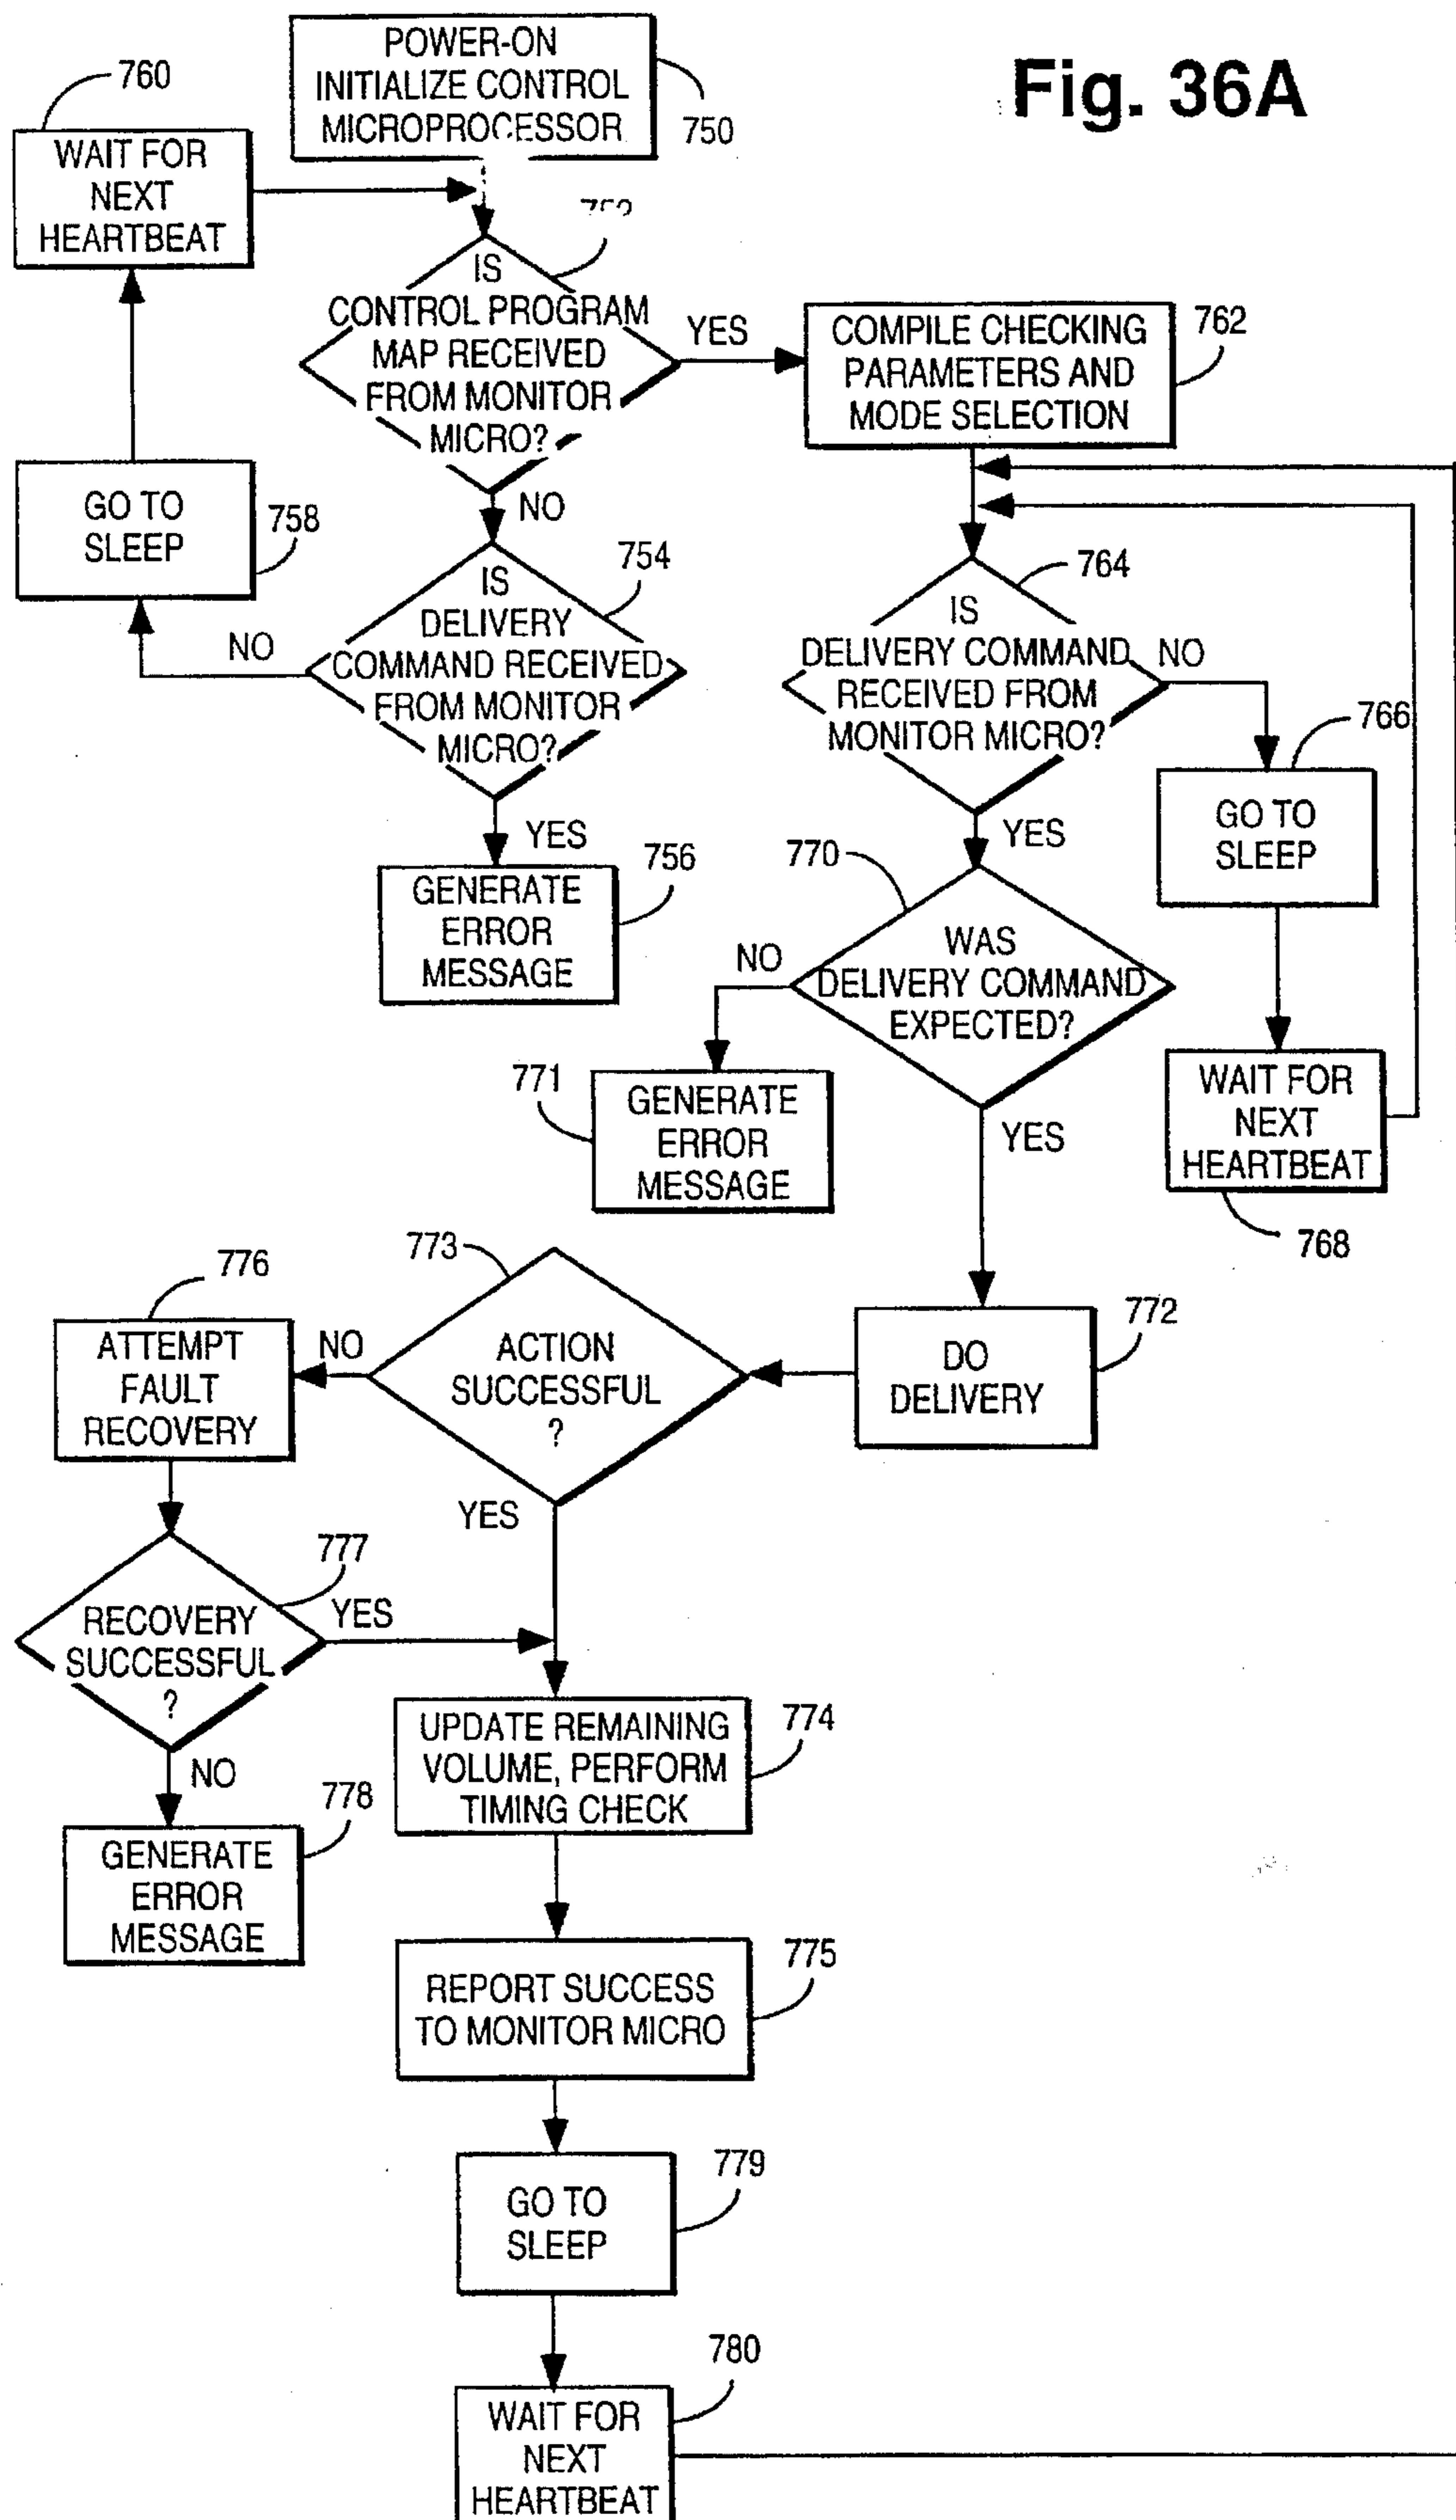 Fig. 36A
POWER-ON
INITIALIZE CONTROL
MICROPROCESSOR
750
760
WAIT FOR
NEXT
HEARTBEAT
IS
CONTROL PROGRAM
MAP RECEIVED
FROM MONITOR
MICRO?
YES
NO
COMPILE CHECKING
PARAMETERS AND
MODE SELECTION
762
GO TO
SLEEP
758
NO
IS
DELIVERY
COMMAND RECEIVED
FROM MONITOR
MICRO?
754
YES
GENERATE
ERROR
MESSAGE
756
IS
DELIVERY COMMAND
RECEIVED FROM
MONITOR MICRO?
764
NO
766
GO TO
SLEEP
YES
770
WAS
DELIVERY COMMAND
EXPECTED?
NO
771
GENERATE
ERROR
MESSAGE
YES
WAIT FOR
NEXT
HEARTBEAT
768
776
ATTEMPT
FAULT
RECOVERY
NO
773
ACTION
SUCCESSFUL
?
DO
DELIVERY
772
YES
777
RECOVERY
SUCCESSFUL
?
YES
NO
GENERATE
ERROR
MESSAGE
778
UPDATE REMAINING
VOLUME, PERFORM
TIMING CHECK
774
REPORT SUCCESS
TO MONITOR MICRO
775
GO TO
SLEEP
779
WAIT FOR
NEXT
HEARTBEAT
780